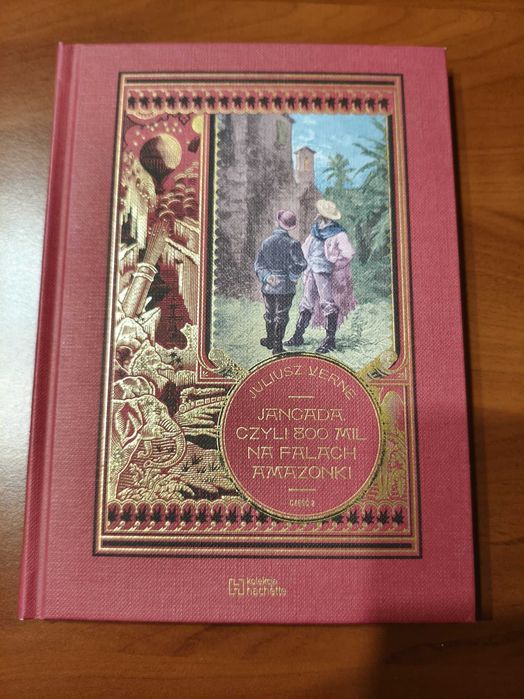 JULIUSZ VERNE
JANGADA
CZYLI 800 MIL
NA FALACH
AMAZONKI
CZĘŚĆ 2
kolekcja
hachette